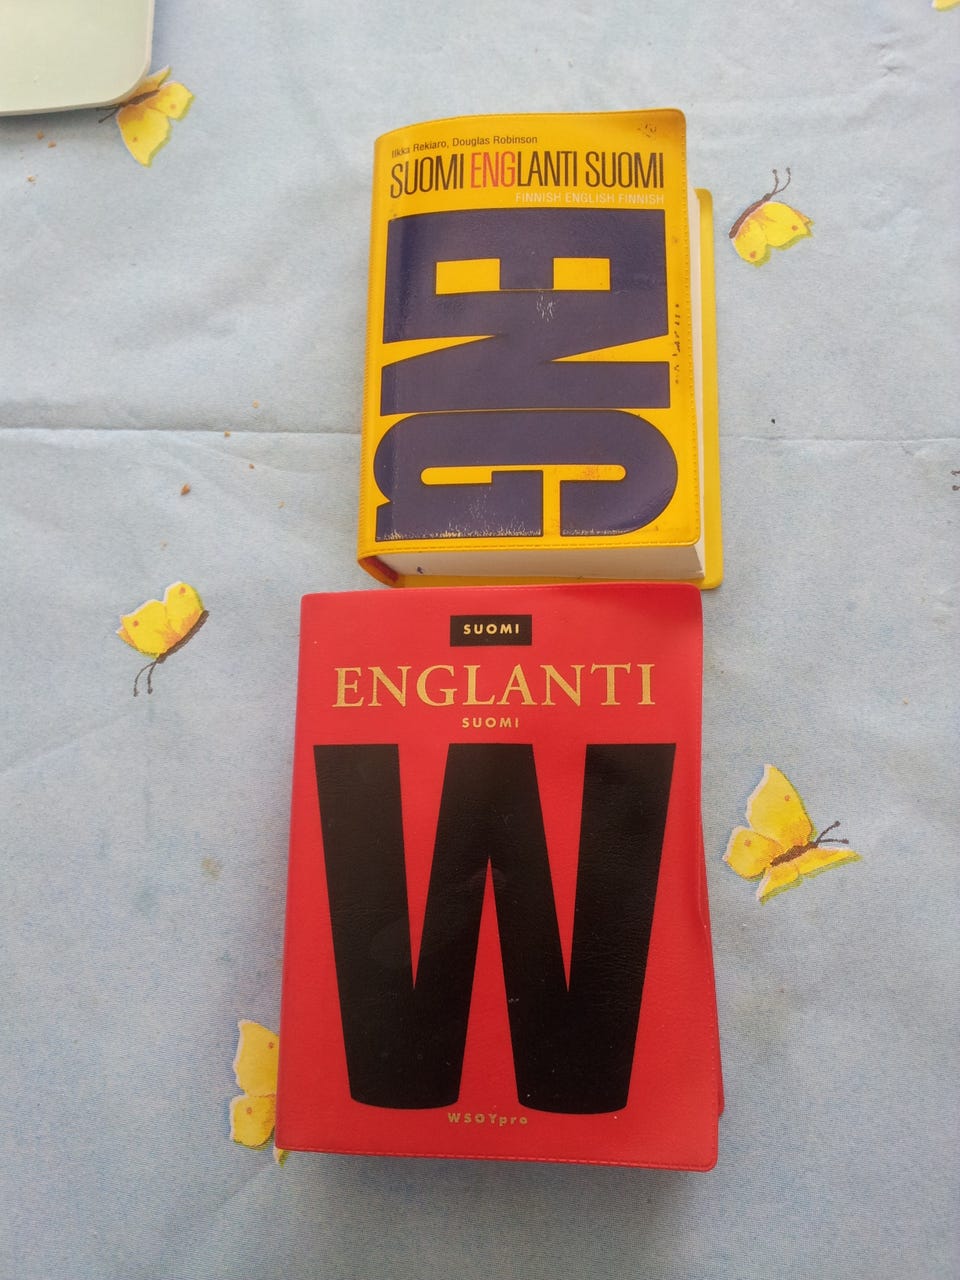 Ilkka Rekiaro, Douglas Robinson
SUOMI ENGLANTI SUOMI
FINNISH ENGLISH FINNISH
ENG
SUOMI
ENGLANTI
SUOMI
W
WSOYpro